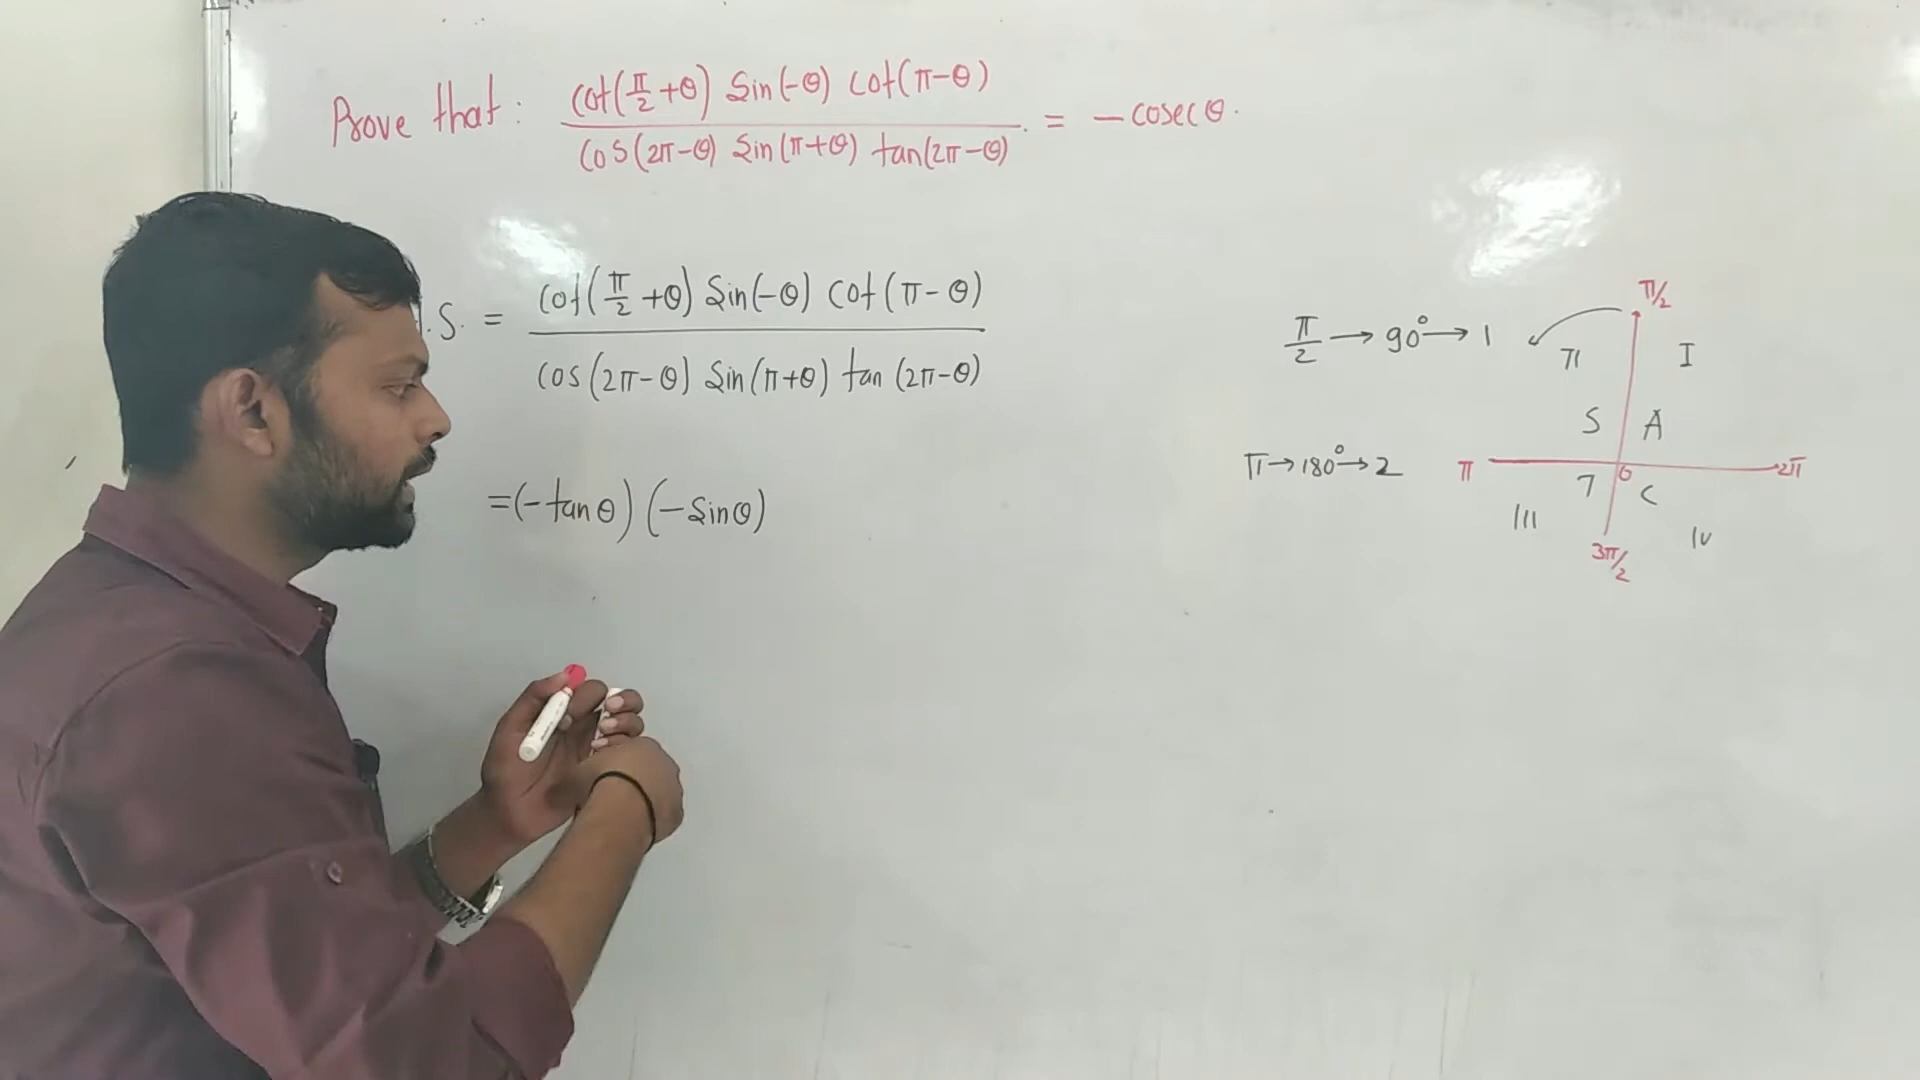 Prove that : cot(π/2 +θ) Sin(-θ) cot(π-θ) / cos(2π-θ) Sin(π+θ) tan(2π-θ) = - cosec θ.
.S. = cot(π/2 +θ) Sin(-θ) cot(π-θ) / cos(2π-θ) Sin(π+θ) tan(2π-θ)
=(-tanθ) (-Sinθ)
π/2 → 90° → 1
π → 180° → 2
π/2
II I
S A
π 0 2π
T C
III IV
3π/2